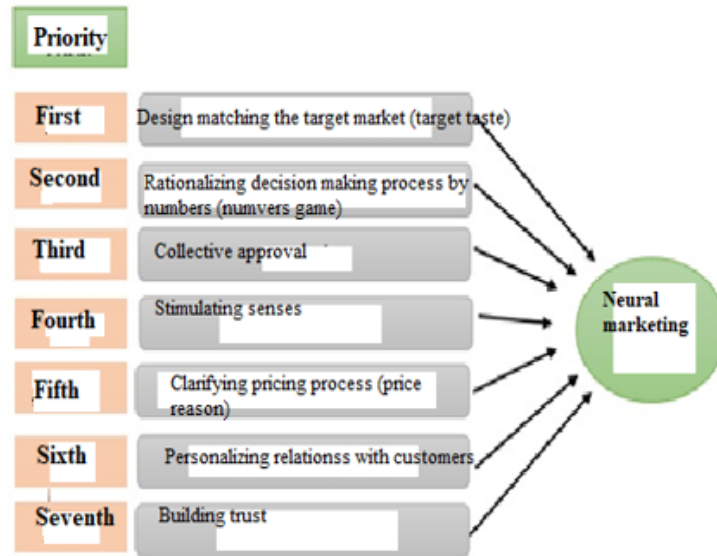 Priority
First
Design matching the target market (target taste)
Second
Rationalizing decision making process by
numbers (numvers game)
Third
Collective approval
Fourth
Stimulating senses
Fifth
Clarifying pricing process (price
reason)
Sixth
Personalizing relationss with customers
Seventh
Building trust
Neural
marketing